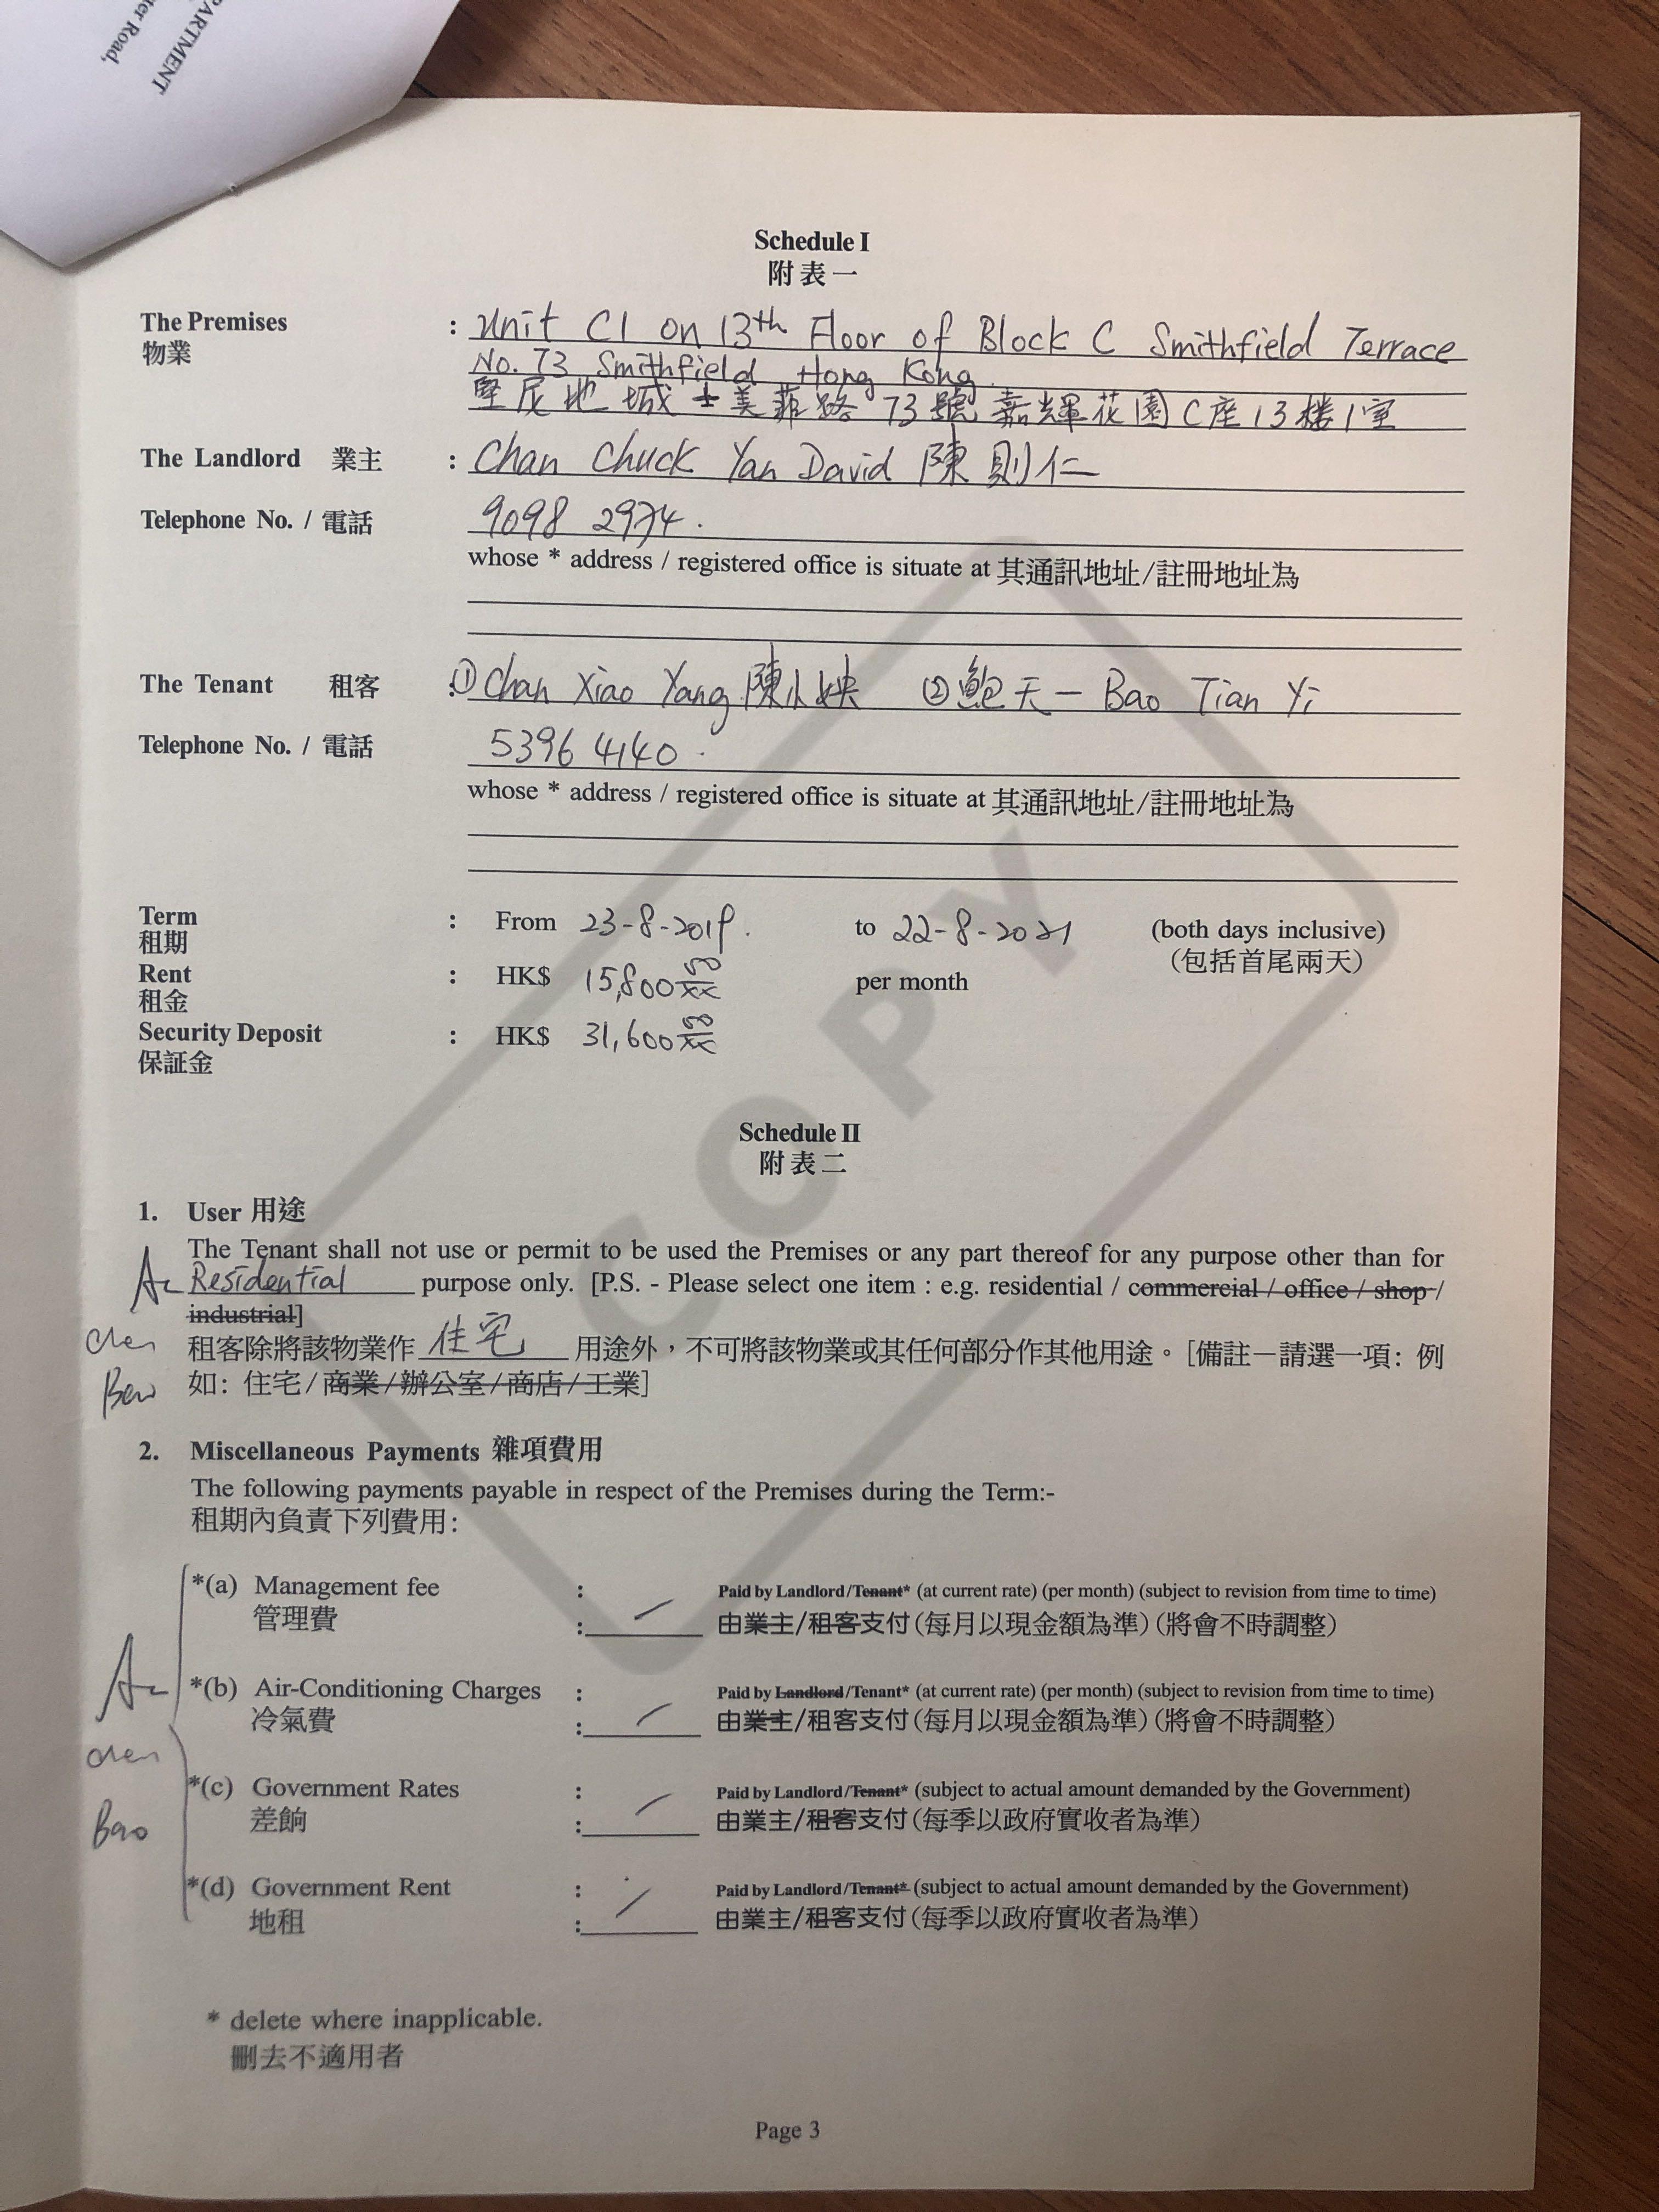 PARTMENT
ter Road,
Schedule I
附表一
The Premises : Unit C1 on 13th Floor of Block C Smithfield Terrace
物業 No. 73 Smithfield Hong Kong.
堅尼地城士美菲路73號嘉輝花園C座13樓1室
The Landlord 業主 : Chan Chuck Yan David 陳則仁
Telephone No. / 電話 9098 2974.
whose * address / registered office is situate at 其通訊地址/註冊地址為
The Tenant 租客 : ① Chan Xiao Yang 陳小姎 ② 鮑天一 Bao Tian Yi
Telephone No. / 電話 5396 4140.
whose * address / registered office is situate at 其通訊地址/註冊地址為
Term : From 23-8-2019. to 22-8-2021 (both days inclusive)
租期 (包括首尾兩天)
Rent : HK$ 15,800 00/xx per month
租金
Security Deposit : HK$ 31,600 00/xx
保証金
COPY
Schedule II
附表二
1. User 用途
The Tenant shall not use or permit to be used the Premises or any part thereof for any purpose other than for
Residential purpose only. [P.S. - Please select one item : e.g. residential / commercial / office / shop /
industrial]
Chen 租客除將該物業作 住宅 用途外，不可將該物業或其任何部分作其他用途。[備註－請選一項: 例
Bao 如: 住宅/商業/辦公室/商店/工業]
2. Miscellaneous Payments 雜項費用
The following payments payable in respect of the Premises during the Term:-
租期內負責下列費用:
*(a) Management fee : Paid by Landlord/Tenant* (at current rate) (per month) (subject to revision from time to time)
管理費 : 由業主/租客支付(每月以現金額為準)(將會不時調整)
*(b) Air-Conditioning Charges : Paid by Landlord/Tenant* (at current rate) (per month) (subject to revision from time to time)
冷氣費 : 由業主/租客支付(每月以現金額為準)(將會不時調整)
Chen
*(c) Government Rates : Paid by Landlord/Tenant* (subject to actual amount demanded by the Government)
差餉 : 由業主/租客支付(每季以政府實收者為準)
Bao
*(d) Government Rent : Paid by Landlord/Tenant* (subject to actual amount demanded by the Government)
地租 : 由業主/租客支付(每季以政府實收者為準)
* delete where inapplicable.
刪去不適用者
Page 3